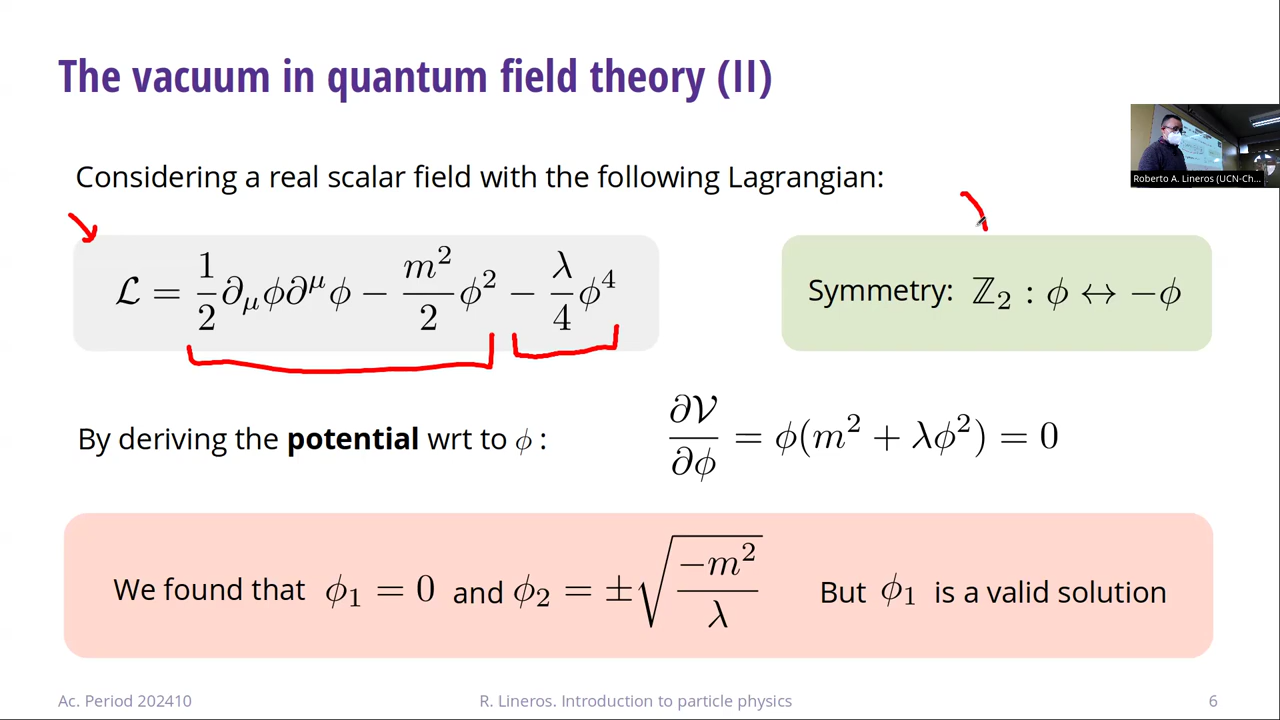 The vacuum in quantum field theory (II)
Roberto A. Lineros (UCN-Ch...
Considering a real scalar field with the following Lagrangian:
ℒ = 1/2 ∂_μϕ∂^μϕ − m²/2 ϕ² − λ/4 ϕ⁴
Symmetry: ℤ₂ : ϕ ↔ −ϕ
By deriving the potential wrt to ϕ :
∂𝒱/∂ϕ = ϕ(m² + λϕ²) = 0
We found that ϕ₁ = 0 and ϕ₂ = ±√(−m²/λ) But ϕ₁ is a valid solution
Ac. Period 202410
R. Lineros. Introduction to particle physics
6